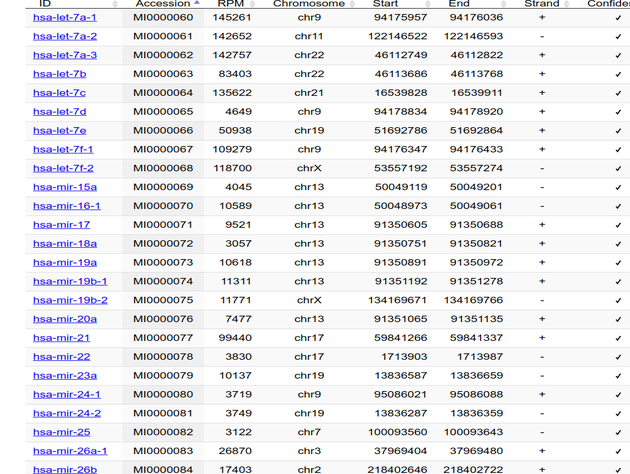 ID Accession RPM Chromosome Start End Strand Confiden
hsa-let-7a-1 MI0000060 145261 chr9 94175957 94176036 + ✓
hsa-let-7a-2 MI0000061 142652 chr11 122146522 122146593 - ✓
hsa-let-7a-3 MI0000062 142757 chr22 46112749 46112822 + ✓
hsa-let-7b MI0000063 83403 chr22 46113686 46113768 + ✓
hsa-let-7c MI0000064 135622 chr21 16539828 16539911 + ✓
hsa-let-7d MI0000065 4649 chr9 94178834 94178920 + ✓
hsa-let-7e MI0000066 50938 chr19 51692786 51692864 + ✓
hsa-let-7f-1 MI0000067 109279 chr9 94176347 94176433 + ✓
hsa-let-7f-2 MI0000068 118700 chrX 53557192 53557274 - ✓
hsa-mir-15a MI0000069 4045 chr13 50049119 50049201 - ✓
hsa-mir-16-1 MI0000070 10589 chr13 50048973 50049061 - ✓
hsa-mir-17 MI0000071 9521 chr13 91350605 91350688 + ✓
hsa-mir-18a MI0000072 3057 chr13 91350751 91350821 + ✓
hsa-mir-19a MI0000073 10618 chr13 91350891 91350972 + ✓
hsa-mir-19b-1 MI0000074 11311 chr13 91351192 91351278 + ✓
hsa-mir-19b-2 MI0000075 11771 chrX 134169671 134169766 - ✓
hsa-mir-20a MI0000076 7477 chr13 91351065 91351135 + ✓
hsa-mir-21 MI0000077 99440 chr17 59841266 59841337 + ✓
hsa-mir-22 MI0000078 3830 chr17 1713903 1713987 - ✓
hsa-mir-23a MI0000079 10137 chr19 13836587 13836659 - ✓
hsa-mir-24-1 MI0000080 3719 chr9 95086021 95086088 + ✓
hsa-mir-24-2 MI0000081 3749 chr19 13836287 13836359 - ✓
hsa-mir-25 MI0000082 3122 chr7 100093560 100093643 - ✓
hsa-mir-26a-1 MI0000083 26870 chr3 37969404 37969480 + ✓
hsa-mir-26b MI0000084 17403 chr2 218402646 218402722 + ✓